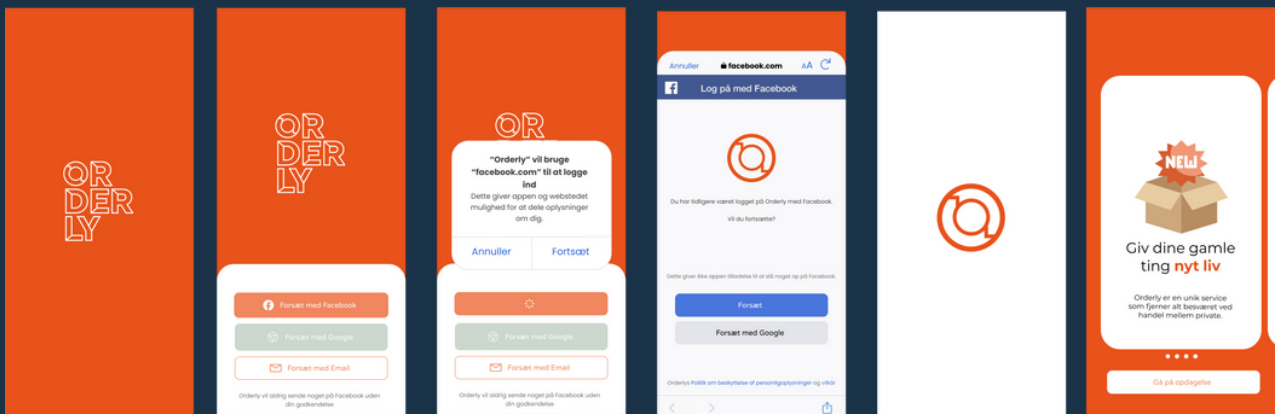 OR
DER
LY
OR
DER
LY
Forsæt med Facebook
Forsæt med Google
Forsæt med Email
Orderly vil aldrig sende noget på Facebook uden
din godkendelse
OR
"Orderly" vil bruge
"facebook.com" til at logge
ind
Dette giver appen og webstedet
mulighed for at dele oplysninger
om dig.
Annuller Fortsæt
Forsæt med Google
Forsæt med Email
Orderly vil aldrig sende noget på Facebook uden
din godkendelse
Annuller facebook.com AA
f Log på med Facebook
Du har tidligere været logget på Orderly med Facebook.
Vil du fortsætte?
Dette giver ikke appen tilladelse til at slå noget op på Facebook.
Forsæt
Forsæt med Google
Orderlys Politik om beskyttelse af personligoplysninger og vilkår
NEW
Giv dine gamle
ting nyt liv
Orderly er en unik service
som fjerner alt besværet ved
handel mellem private.
Gå på opdagelse